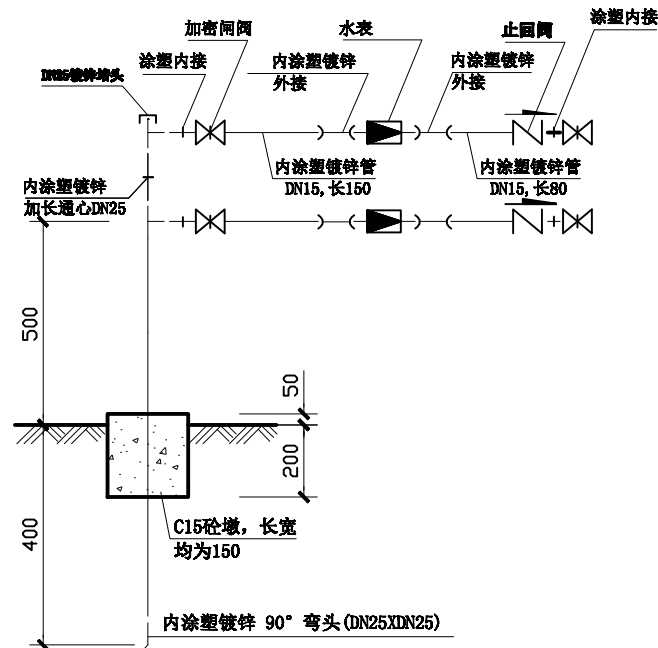 加密闸阀
水表
涂塑内接
DN25镀锌堵头
涂塑内接
内涂塑镀锌
外接
内涂塑镀锌
外接
止回阀
内涂塑镀锌管
DN15,长150
内涂塑镀锌管
DN15,长80
内涂塑镀锌
加长通心DN25
500
50
200
400
C15砼墩，长宽
均为150
内涂塑镀锌 90° 弯头(DN25XDN25)